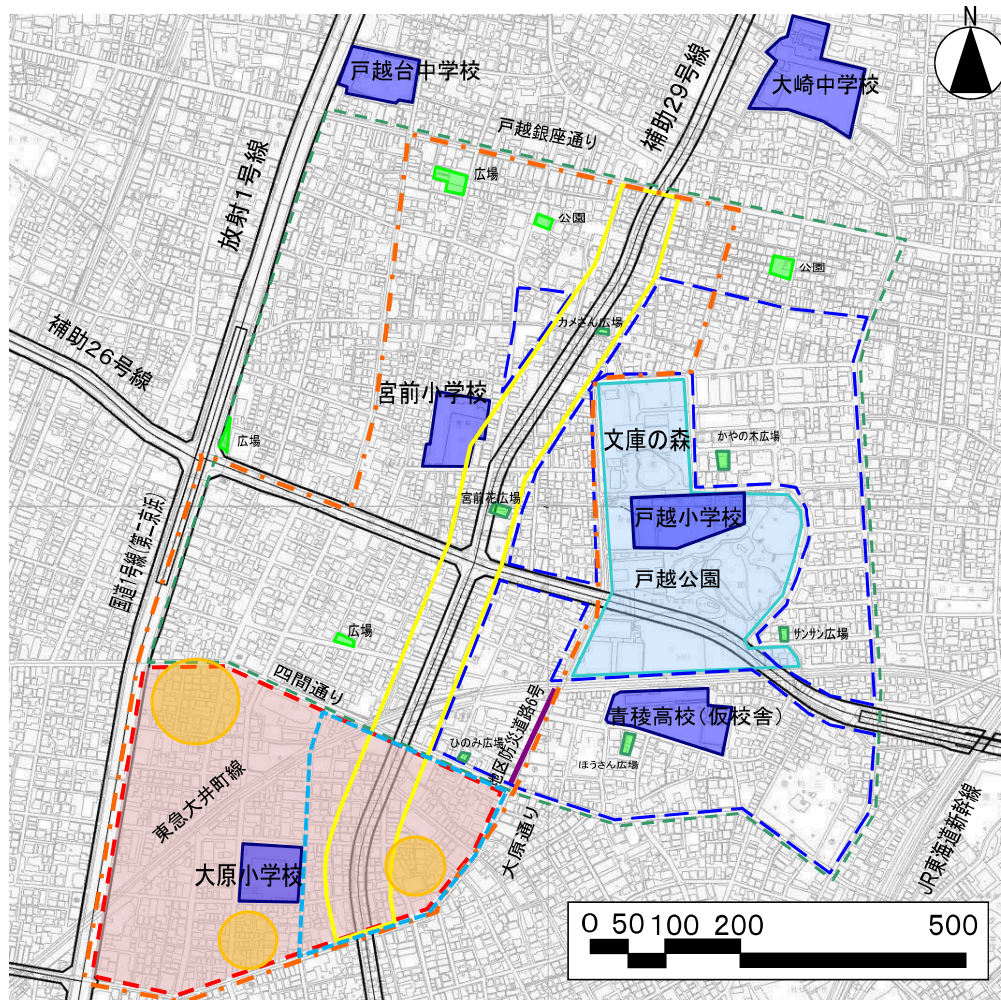 N
戸越台中学校
大崎中学校
補助29号線
戸越銀座通り
広場
公園
放射1号線
公園
カメさん広場
補助26号線
宮前小学校
文庫の森
かやの木広場
広場
宮前花広場
戸越小学校
国道1号線(第二京浜)
戸越公園
広場
サンサン広場
四間通り
地区防災道路6号
青稜高校(仮校舎)
ひのみ広場
ほうさん広場
東急大井町線
大原通り
JR東海道新幹線
大原小学校
0 50 100 200 500